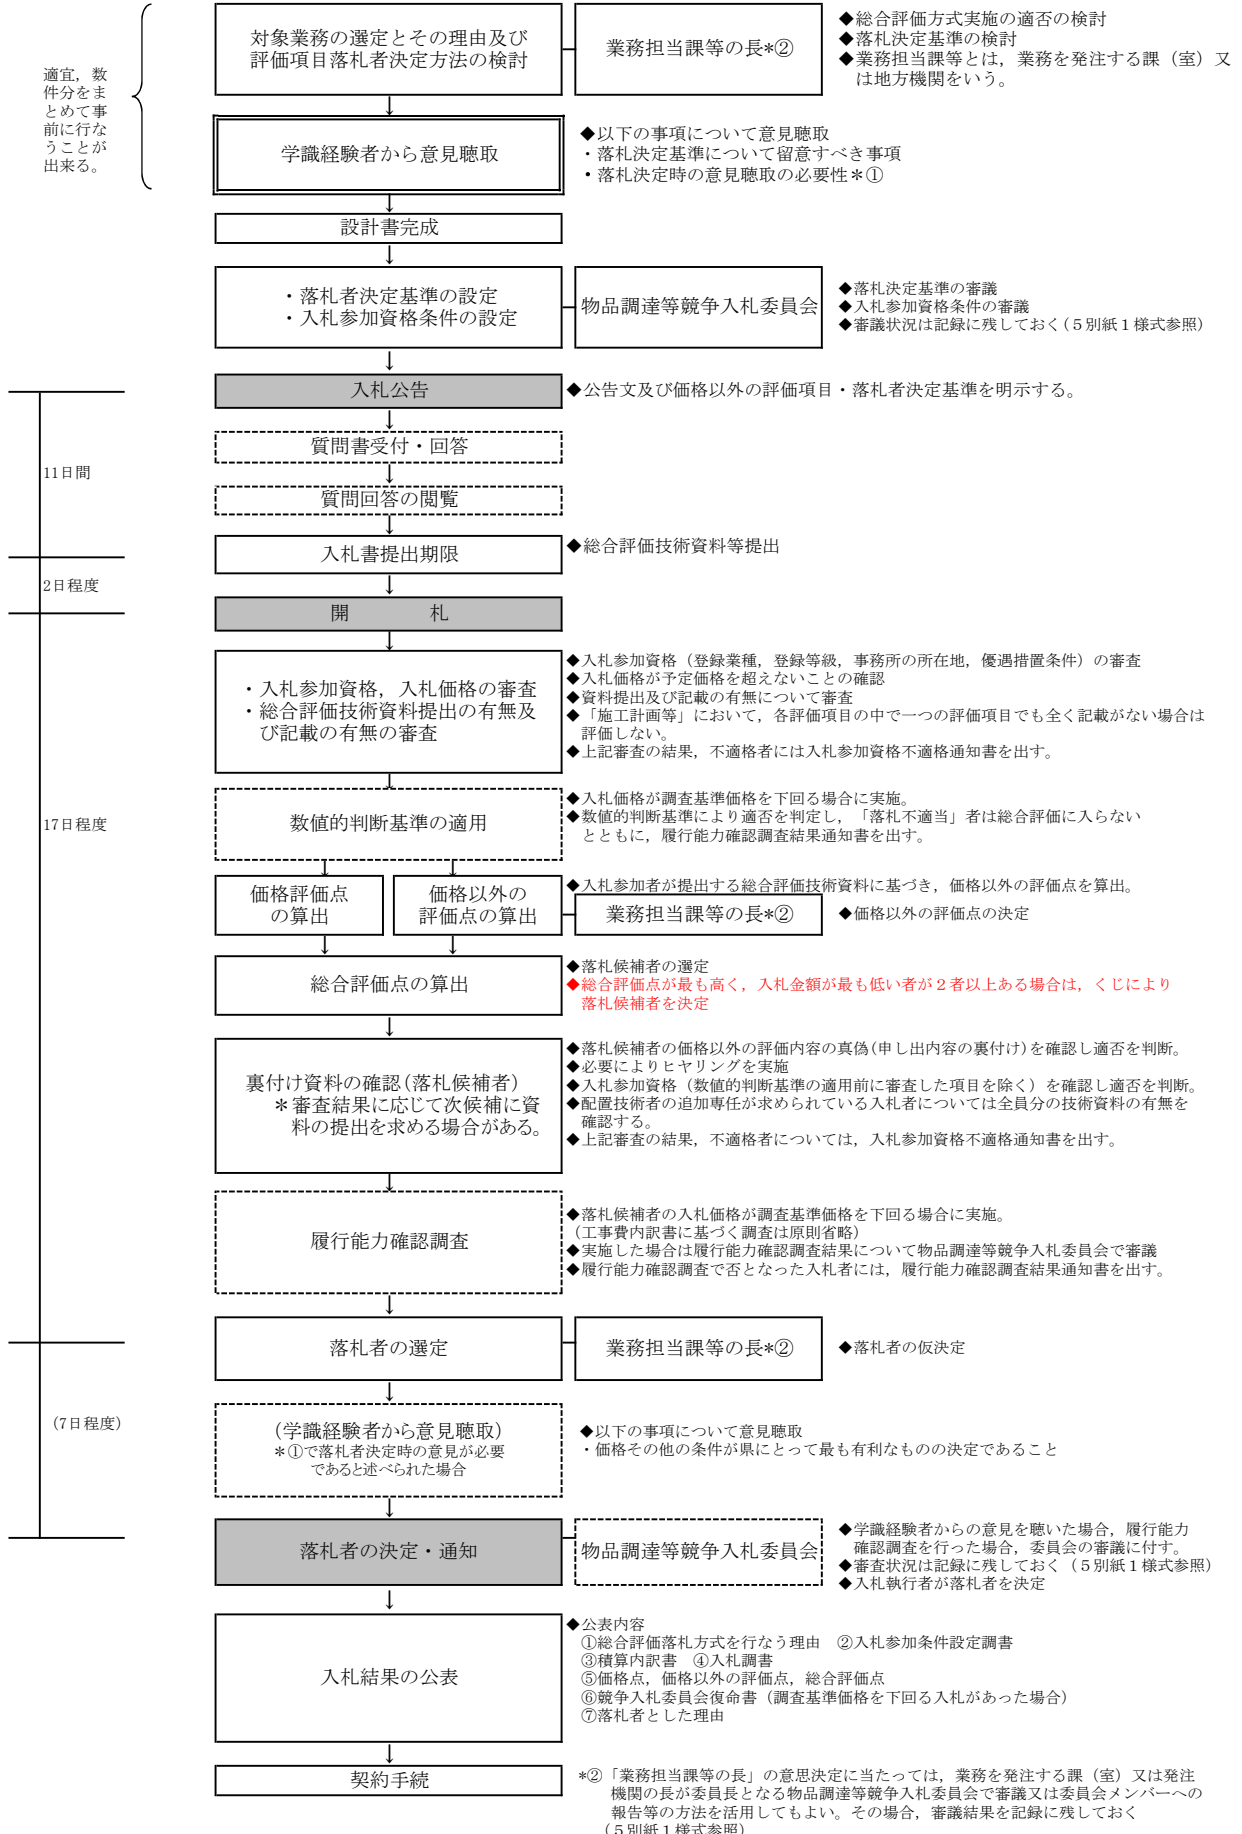 対象業務の選定とその理由及び
評価項目落札者決定方法の検討
業務担当課等の長*②
◆総合評価方式実施の適否の検討
◆落札決定基準の検討
◆業務担当課等とは，業務を発注する課（室）又
は地方機関をいう。
適宜，数
件分をま
とめて事
前に行な
うことが
出来る。
↓
学識経験者から意見聴取
◆以下の事項について意見聴取
・落札決定基準について留意すべき事項
・落札決定時の意見聴取の必要性＊①
↓
設計書完成
↓
・落札者決定基準の設定
・入札参加資格条件の設定
物品調達等競争入札委員会
◆落札決定基準の審議
◆入札参加資格条件の審議
◆審議状況は記録に残しておく(５別紙１様式参照)
↓
入札公告
◆公告文及び価格以外の評価項目・落札者決定基準を明示する。
↓
質問書受付・回答
11日間
↓
質問回答の閲覧
↓
入札書提出期限
◆総合評価技術資料等提出
2日程度
↓
開　　　　札
↓
・入札参加資格，入札価格の審査
・総合評価技術資料提出の有無及
び記載の有無の審査
◆入札参加資格（登録業種，登録等級，事務所の所在地，優遇措置条件）の審査
◆入札価格が予定価格を超えないことの確認
◆資料提出及び記載の有無について審査
◆「施工計画等」において，各評価項目の中で一つの評価項目でも全く記載がない場合は
評価しない。
◆上記審査の結果，不適格者には入札参加資格不適格通知書を出す。
↓
17日程度
数値的判断基準の適用
◆入札価格が調査基準価格を下回る場合に実施。
◆数値的判断基準により適否を判定し，「落札不適当」者は総合評価に入らない
とともに，履行能力確認調査結果通知書を出す。
↓ ↓
価格評価点
の算出
価格以外の
評価点の算出
◆入札参加者が提出する総合評価技術資料に基づき，価格以外の評価点を算出。
業務担当課等の長*②
◆価格以外の評価点の決定
↓ ↓
総合評価点の算出
◆落札候補者の選定
◆総合評価点が最も高く，入札金額が最も低い者が２者以上ある場合は，くじにより
落札候補者を決定
↓
裏付け資料の確認(落札候補者)
＊審査結果に応じて次候補に資
料の提出を求める場合がある。
◆落札候補者の価格以外の評価内容の真偽(申し出内容の裏付け)を確認し適否を判断。
◆必要によりヒヤリングを実施
◆入札参加資格（数値的判断基準の適用前に審査した項目を除く）を確認し適否を判断。
◆配置技術者の追加専任が求められている入札者については全員分の技術資料の有無を
確認する。
◆上記審査の結果，不適格者については，入札参加資格不適格通知書を出す。
↓
履行能力確認調査
◆落札候補者の入札価格が調査基準価格を下回る場合に実施。
(工事費内訳書に基づく調査は原則省略)
◆実施した場合は履行能力確認調査結果について物品調達等競争入札委員会で審議
◆履行能力確認調査で否となった入札者には，履行能力確認調査結果通知書を出す。
↓
落札者の選定
業務担当課等の長*②
◆落札者の仮決定
(7日程度)
↓
(学識経験者から意見聴取)
＊①で落札者決定時の意見が必要
であると述べられた場合
◆以下の事項について意見聴取
・価格その他の条件が県にとって最も有利なものの決定であること
↓
落札者の決定・通知
物品調達等競争入札委員会
◆学識経験者からの意見を聴いた場合，履行能力
確認調査を行った場合，委員会の審議に付す。
◆審査状況は記録に残しておく（５別紙１様式参照）
◆入札執行者が落札者を決定
↓
入札結果の公表
◆公表内容
①総合評価落札方式を行なう理由　②入札参加条件設定調書
③積算内訳書　④入札調書
⑤価格点，価格以外の評価点，総合評価点
⑥競争入札委員会復命書（調査基準価格を下回る入札があった場合）
⑦落札者とした理由
↓
契約手続
*②「業務担当課等の長」の意思決定に当たっては，業務を発注する課（室）又は発注
機関の長が委員長となる物品調達等競争入札委員会で審議又は委員会メンバーへの
報告等の方法を活用してもよい。その場合，審議結果を記録に残しておく
（５別紙１様式参照）